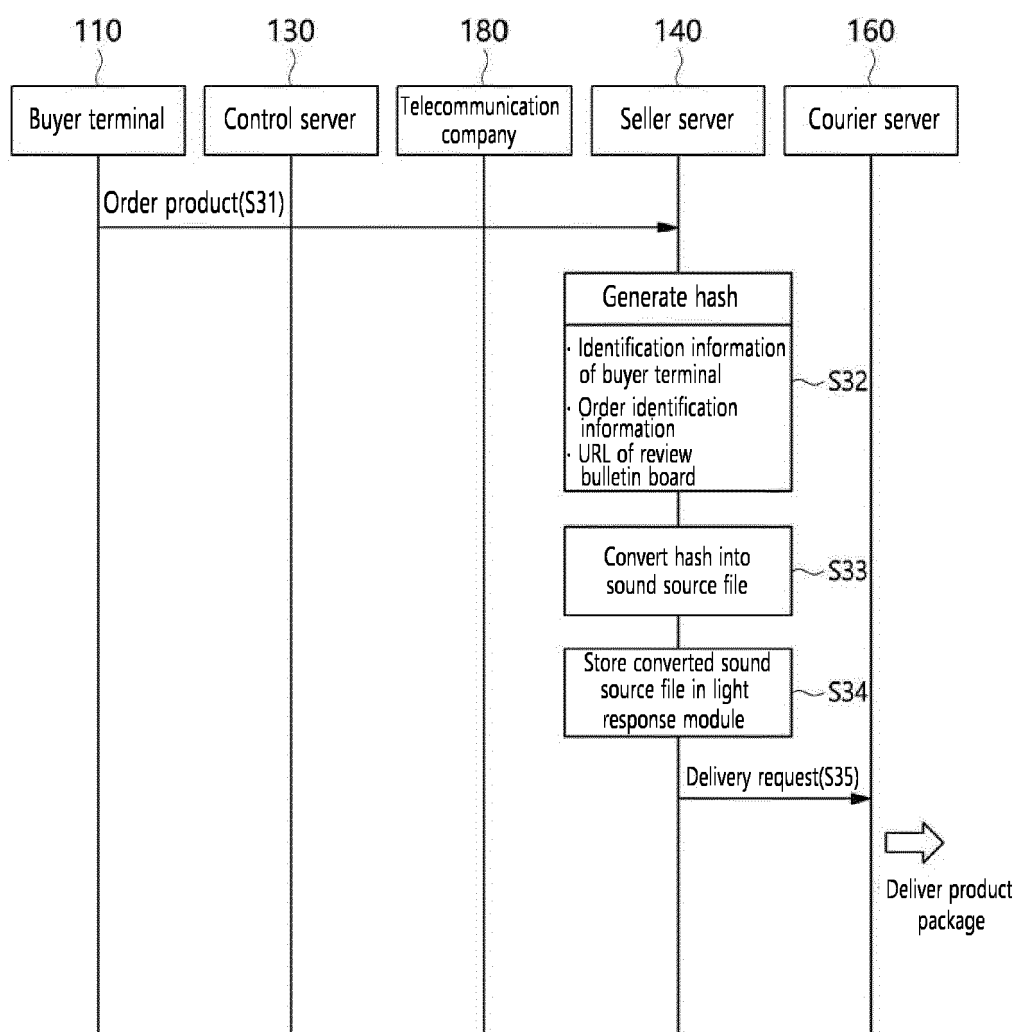 110
130
180
140
160
Buyer terminal
Control server
Telecommunication
company
Seller server
Courier server
Order product(S31)
Generate hash
· Identification information
of buyer terminal
· Order identification
information
· URL of review
bulletin board
S32
Convert hash into
sound source file
S33
Store converted sound
source file in light
response module
S34
Delivery request(S35)
Deliver product
package